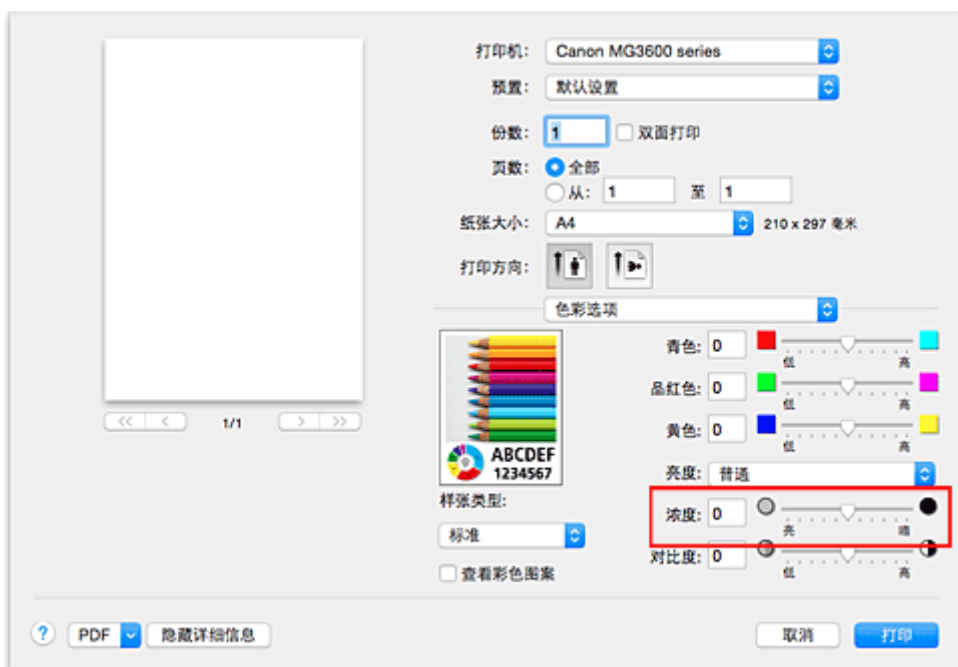 打印机: Canon MG3600 series
预置: 默认设置
份数: 1 双面打印
页数: 全部
从: 1 至 1
纸张大小: A4 210 x 297 毫米
打印方向:
色彩选项
青色: 0
低 高
品红色: 0
低 高
黄色: 0
低 高
ABCDEF
1234567
亮度: 普通
样张类型:
浓度: 0
亮 暗
标准
对比度: 0
低 高
查看彩色图案
<< < 1/1 > >>
? PDF 隐藏详细信息 取消 打印